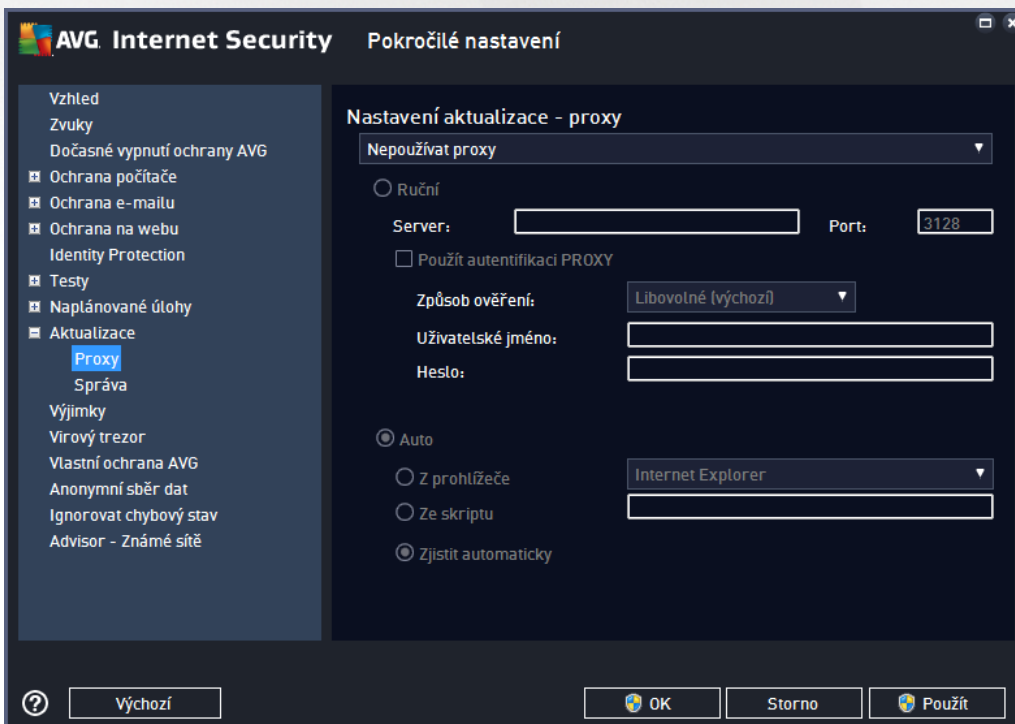 AVG. Internet Security Pokročilé nastavení
Vzhled
Zvuky
Dočasné vypnutí ochrany AVG
Ochrana počítače
Ochrana e-mailu
Ochrana na webu
Identity Protection
Testy
Naplánované úlohy
Aktualizace
Proxy
Správa
Výjimky
Virový trezor
Vlastní ochrana AVG
Anonymní sběr dat
Ignorovat chybový stav
Advisor - Známé sítě
Nastavení aktualizace - proxy
Nepoužívat proxy
Ruční
Server: Port: 3128
Použít autentifikaci PROXY
Způsob ověření: Libovolné (výchozí)
Uživatelské jméno:
Heslo:
Auto
Z prohlížeče Internet Explorer
Ze skriptu
Zjistit automaticky
? Výchozí OK Storno Použít